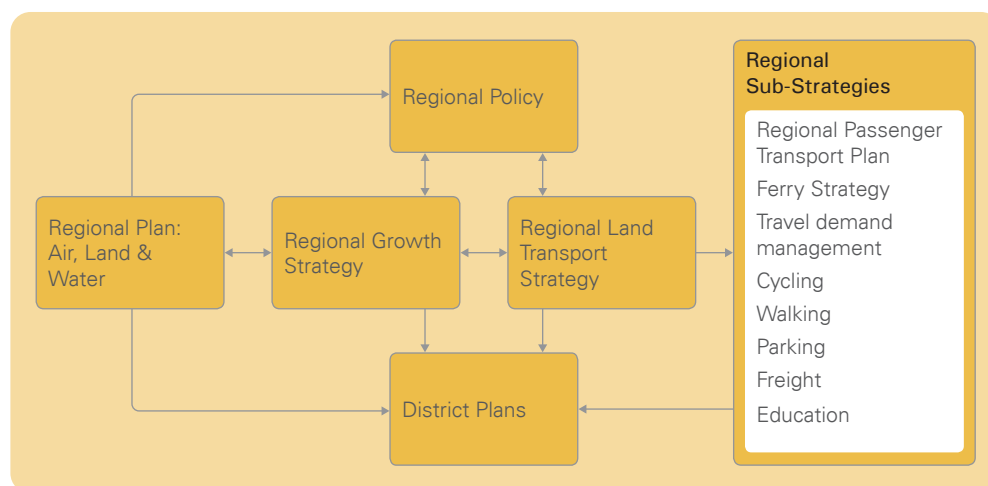 Regional Policy
Regional Plan:
Air, Land &
Water
Regional Growth
Strategy
Regional Land
Transport
Strategy
District Plans
Regional
Sub-Strategies
Regional Passenger
Transport Plan
Ferry Strategy
Travel demand
management
Cycling
Walking
Parking
Freight
Education